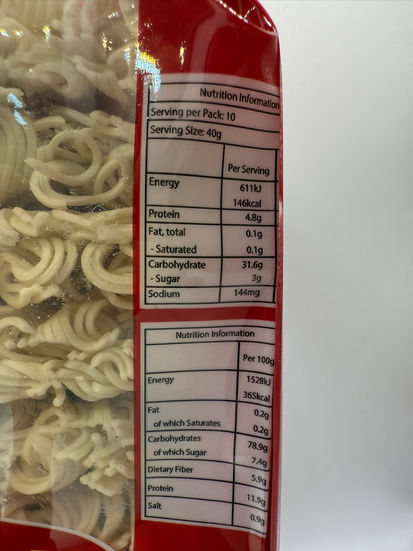 Nutrition Information
Serving per Pack: 10
Serving Size: 40g
Per Serving
Energy 611kJ
146kcal
Protein 4.8g
Fat, total 0.1g
- Saturated 0.1g
Carbohydrate 31.6g
- Sugar 3g
Sodium 144mg
Nutrition Information
Per 100g
Energy 1528kJ
365kcal
Fat 0.2g
of which Saturates 0.2g
Carbohydrates 78.9g
of which Sugar 7.4g
Dietary Fiber 5.9g
Protein 11.9g
Salt 0.9g